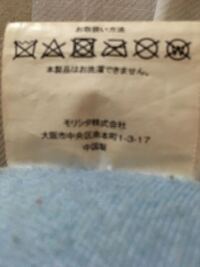 お取扱い方法
本製品はお洗濯できません。
モリシタ株式会社
大阪市中央区南本町1-3-17
中国製